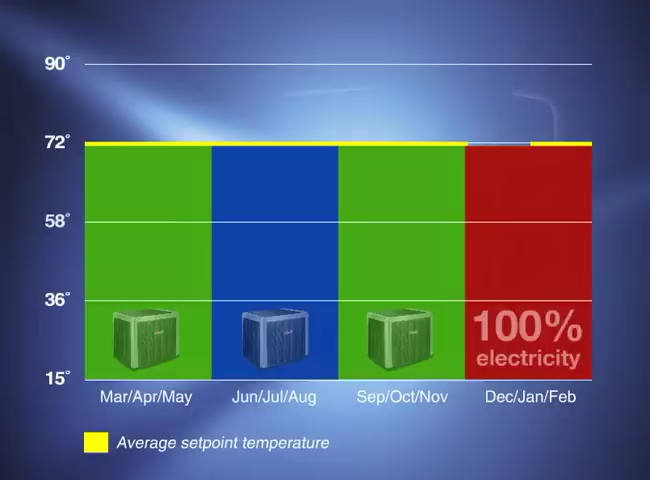 90°
72°
58°
36°
15°
100%
electricity
Mar/Apr/May
Jun/Jul/Aug
Sep/Oct/Nov
Dec/Jan/Feb
Average setpoint temperature